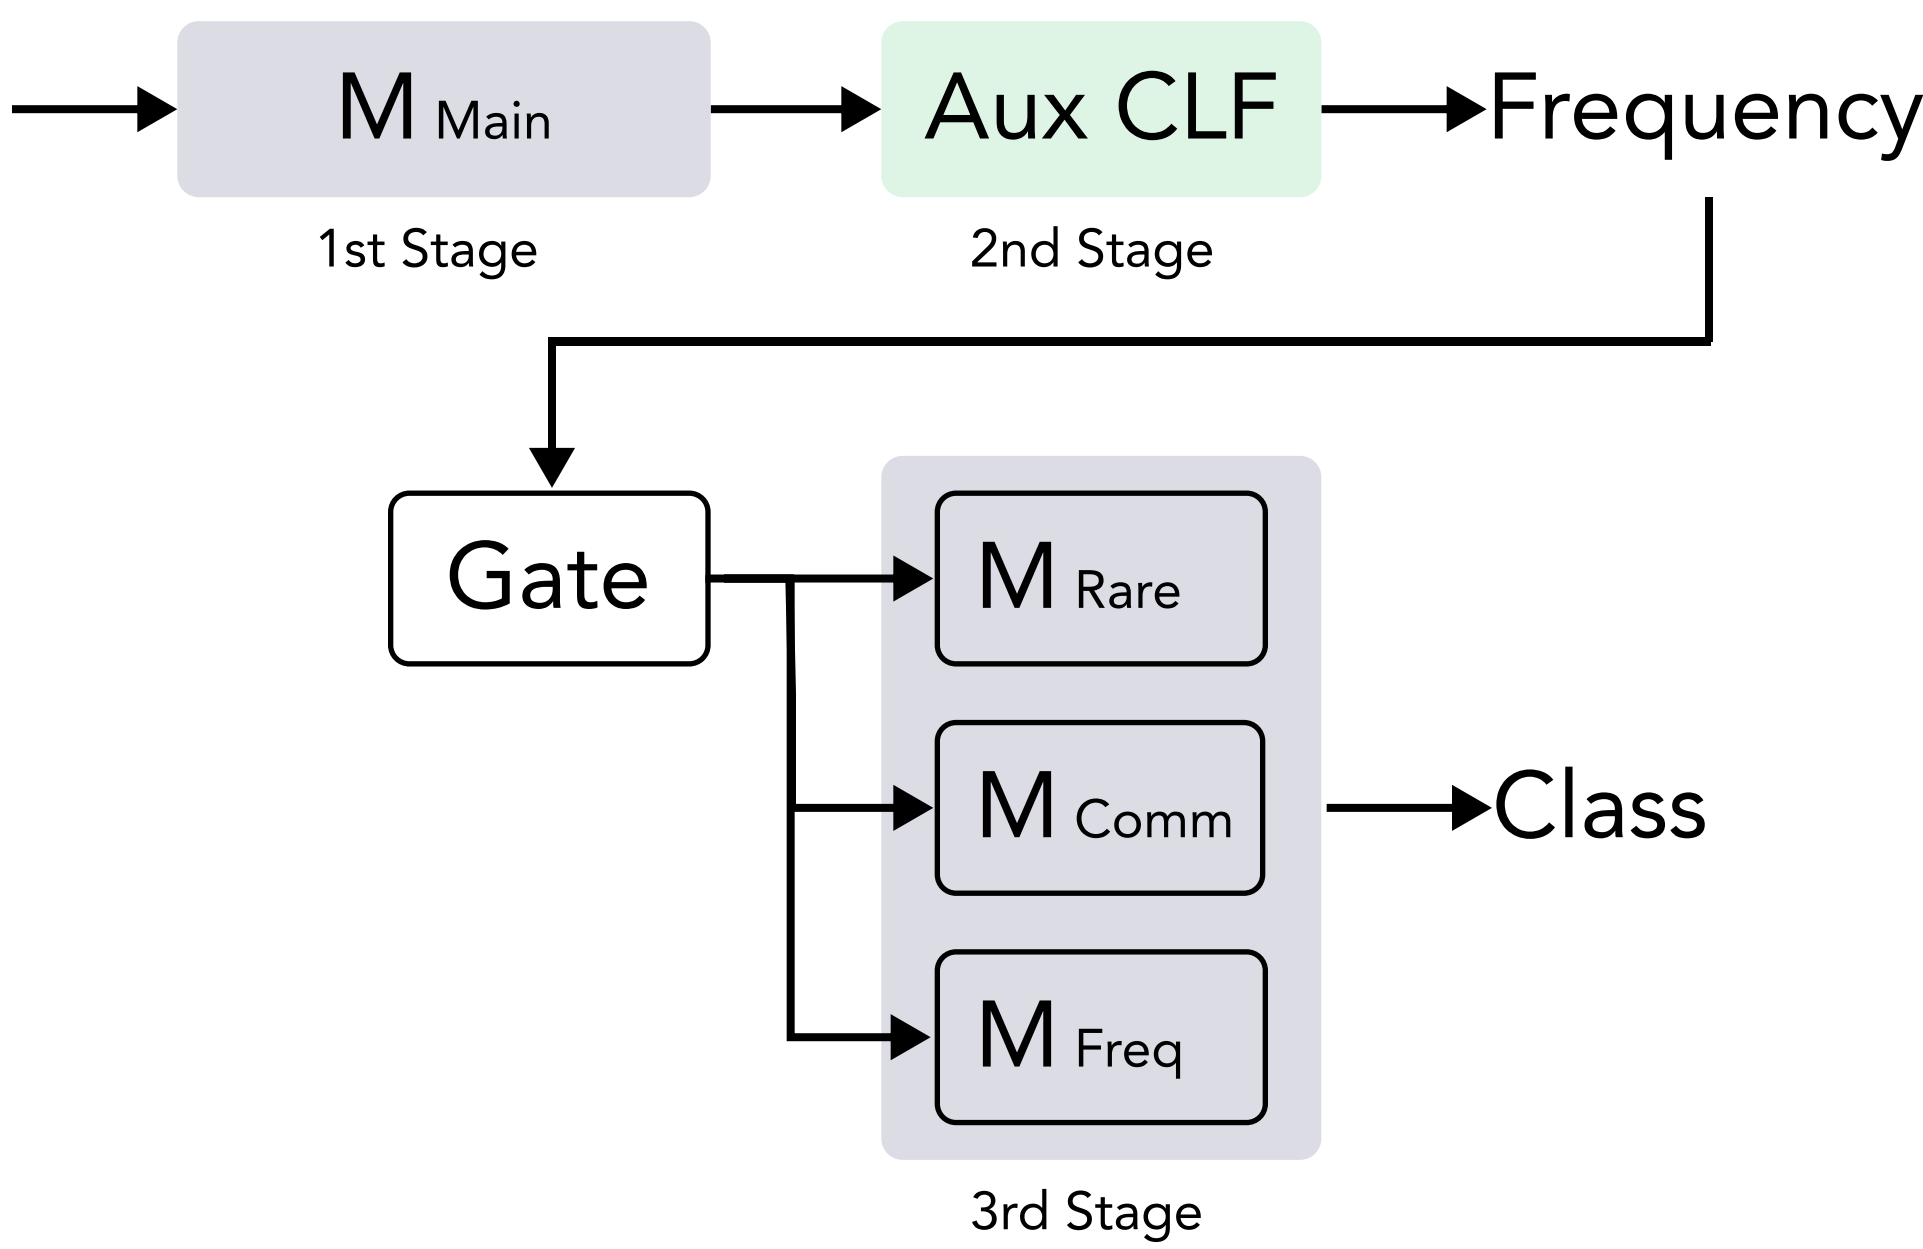 M Main
Aux CLF
Frequency
1st Stage
2nd Stage
Gate
M Rare
M Comm
Class
M Freq
3rd Stage